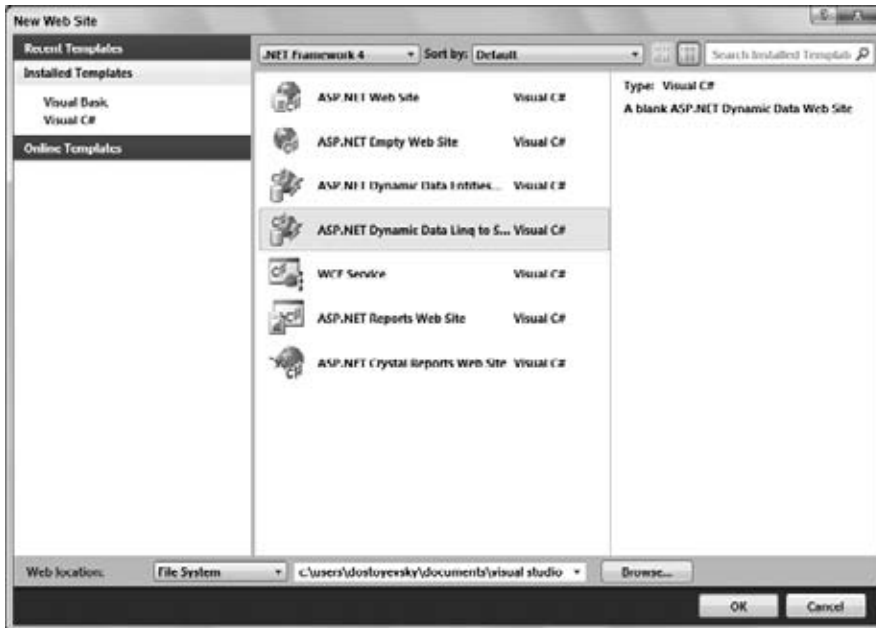 New Web Site
Recent Templates
Installed Templates
Visual Basic
Visual C#
Online Templates
.NET Framework 4
Sort by: Default
Search Installed Templat
ASP.NET Web Site Visual C#
ASP.NET Empty Web Site Visual C#
ASP.NET Dynamic Data Entities... Visual C#
ASP.NET Dynamic Data Linq to S... Visual C#
WCF Service Visual C#
ASP.NET Reports Web Site Visual C#
ASP.NET Crystal Reports Web Site Visual C#
Type: Visual C#
A blank ASP.NET Dynamic Data Web Site
Web location: File System c:\users\dostoyevsky\documents\visual studio Browse...
OK Cancel